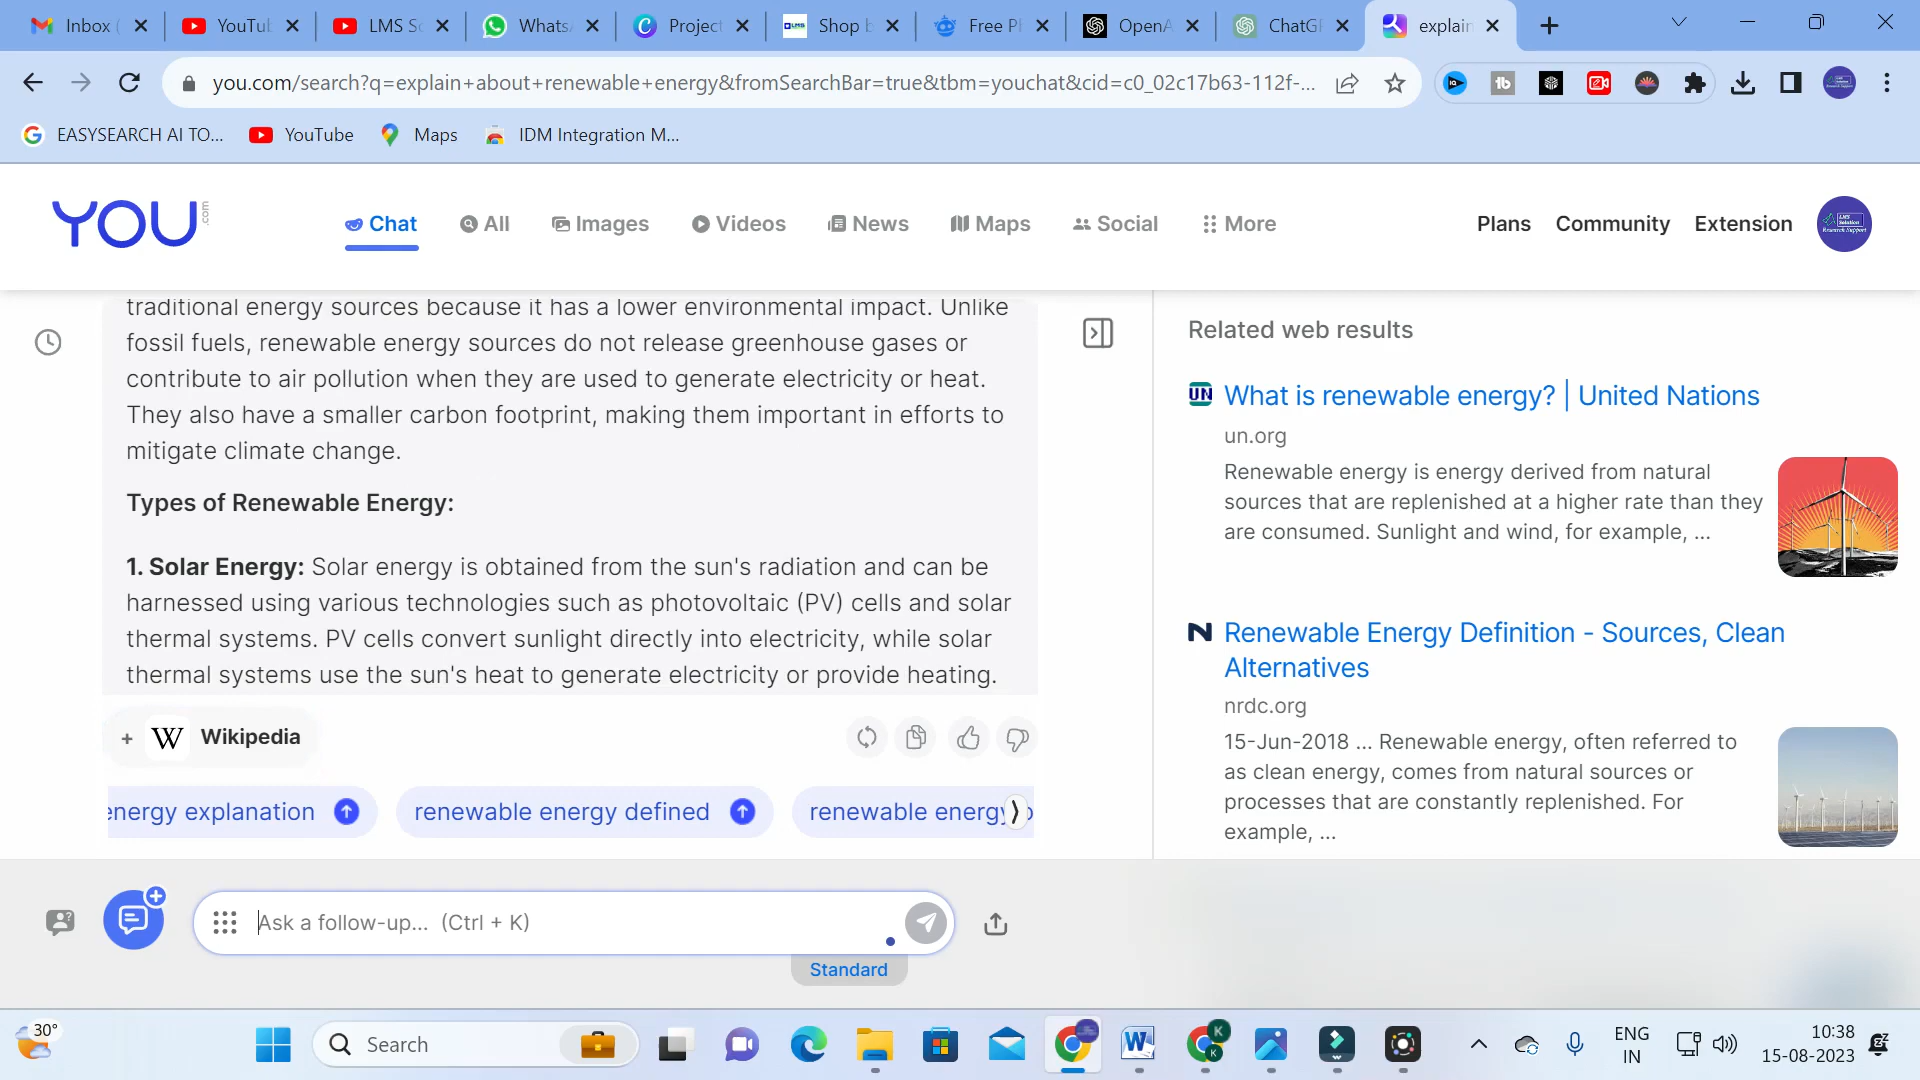 Inbox (
YouTu
LMS S
Whats
Project
Shop b
Free P
OpenA
ChatG
explain
you.com/search?q=explain+about+renewable+energy&fromSearchBar=true&tbm=youchat&cid=c0_02c17b63-112f-...
EASYSEARCH AI TO...
YouTube
Maps
IDM Integration M...
YOU .com
Chat
All
Images
Videos
News
Maps
Social
More
Plans
Community
Extension
traditional energy sources because it has a lower environmental impact. Unlike
fossil fuels, renewable energy sources do not release greenhouse gases or
contribute to air pollution when they are used to generate electricity or heat.
They also have a smaller carbon footprint, making them important in efforts to
mitigate climate change.
Types of Renewable Energy:
1. Solar Energy: Solar energy is obtained from the sun's radiation and can be
harnessed using various technologies such as photovoltaic (PV) cells and solar
thermal systems. PV cells convert sunlight directly into electricity, while solar
thermal systems use the sun's heat to generate electricity or provide heating.
+ W Wikipedia
energy explanation
renewable energy defined
renewable energy
Ask a follow-up... (Ctrl + K)
Standard
Related web results
UN What is renewable energy? | United Nations
un.org
Renewable energy is energy derived from natural
sources that are replenished at a higher rate than they
are consumed. Sunlight and wind, for example, ...
N Renewable Energy Definition - Sources, Clean
Alternatives
nrdc.org
15-Jun-2018 ... Renewable energy, often referred to
as clean energy, comes from natural sources or
processes that are constantly replenished. For
example, ...
30°
Search
ENG
IN
10:38
15-08-2023